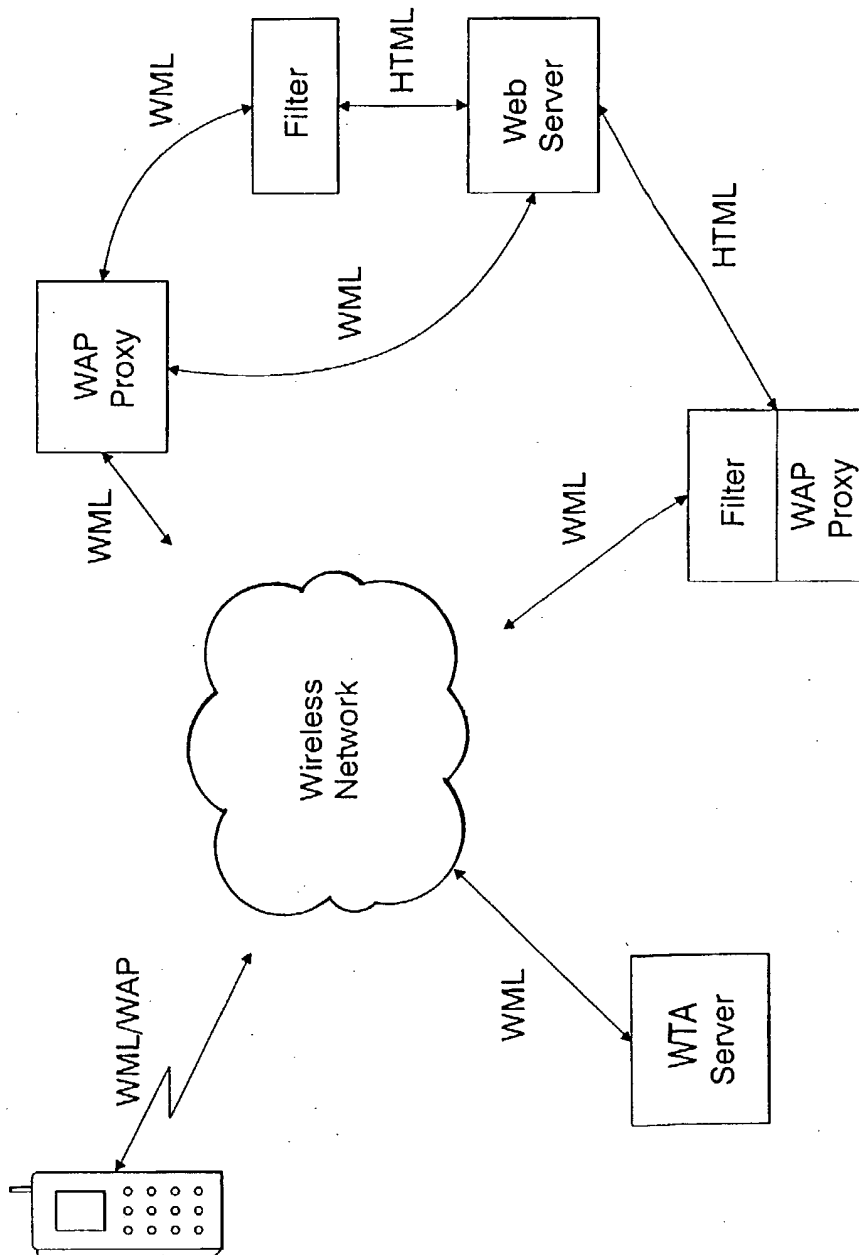 WML/WAP
Wireless
Network
WML
WTA
Server
WML
WAP
Proxy
WML
Filter
WML
HTML
Web
Server
WML
Filter
WAP
Proxy
HTML